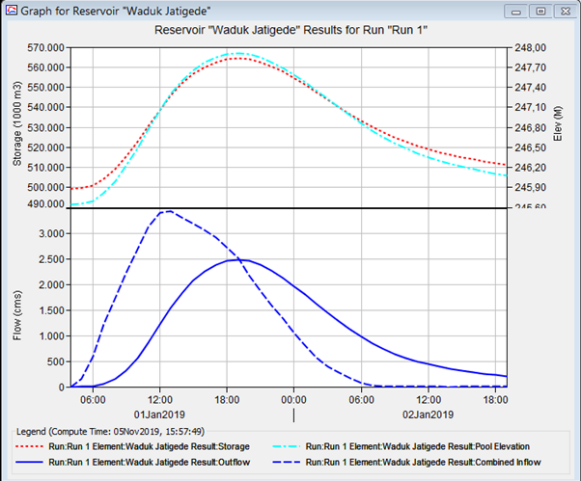 Graph for Reservoir "Waduk Jatigede"
Reservoir "Waduk Jatigede" Results for Run "Run 1"
570.000
560.000
550.000
540.000
530.000
520.000
510.000
500.000
490.000
Storage (1000 m3)
248,00
247,70
247,40
247,10
246,80
246,50
246,20
245,90
245,60
Elev (M)
3.000
2.500
2.000
1.500
1.000
500
0
Flow (cms)
06:00 12:00 18:00 00:00 06:00 12:00 18:00
01Jan2019 | 02Jan2019
Legend (Compute Time: 05Nov2019, 15:57:49)
Run:Run 1 Element:Waduk Jatigede Result:Storage Run:Run 1 Element:Waduk Jatigede Result:Pool Elevation
Run:Run 1 Element:Waduk Jatigede Result:Outflow Run:Run 1 Element:Waduk Jatigede Result:Combined Inflow